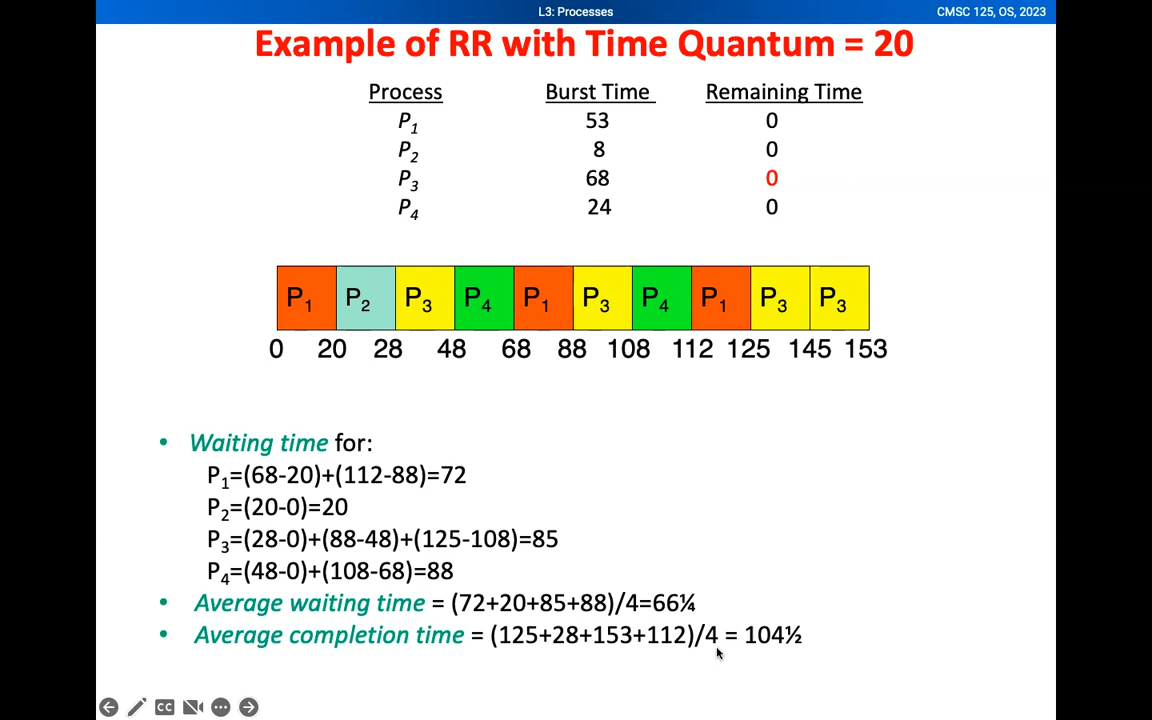 L3: Processes CMSC 125, OS, 2023
Example of RR with Time Quantum = 20
Process Burst Time Remaining Time
P1 53 0
P2 8 0
P3 68 0
P4 24 0
P1 P2 P3 P4 P1 P3 P4 P1 P3 P3
0 20 28 48 68 88 108 112 125 145 153
• Waiting time for:
P1=(68-20)+(112-88)=72
P2=(20-0)=20
P3=(28-0)+(88-48)+(125-108)=85
P4=(48-0)+(108-68)=88
• Average waiting time = (72+20+85+88)/4=66¼
• Average completion time = (125+28+153+112)/4 = 104½
CC